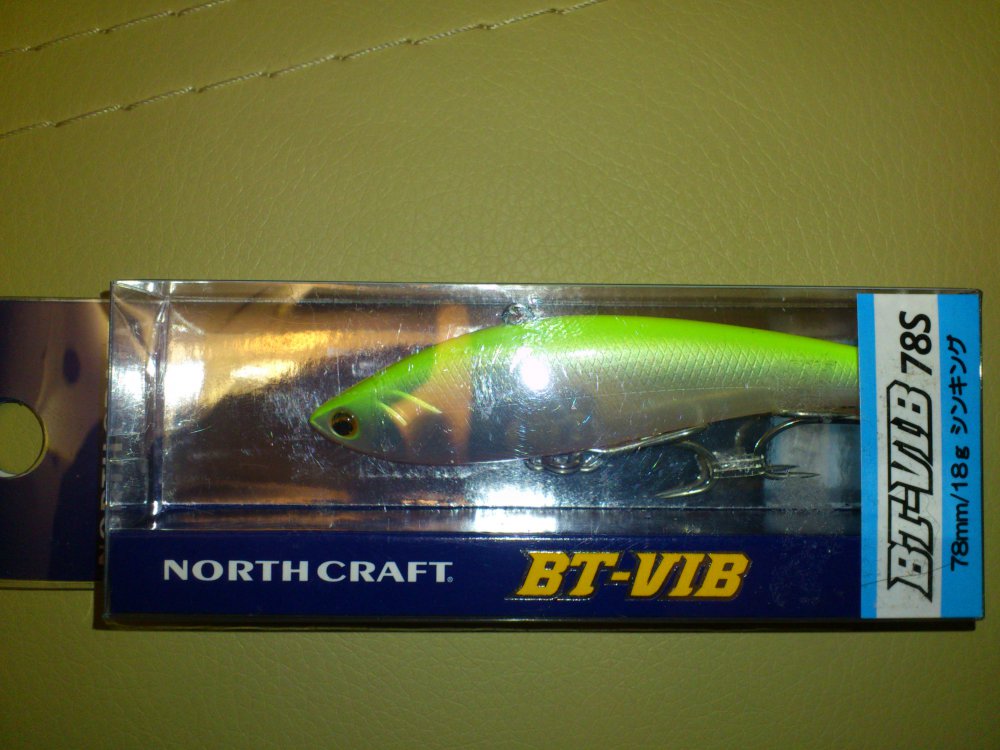 NORTH CRAFT®
BT-VIB
BT-VIB 78S
78mm/18g シンキング